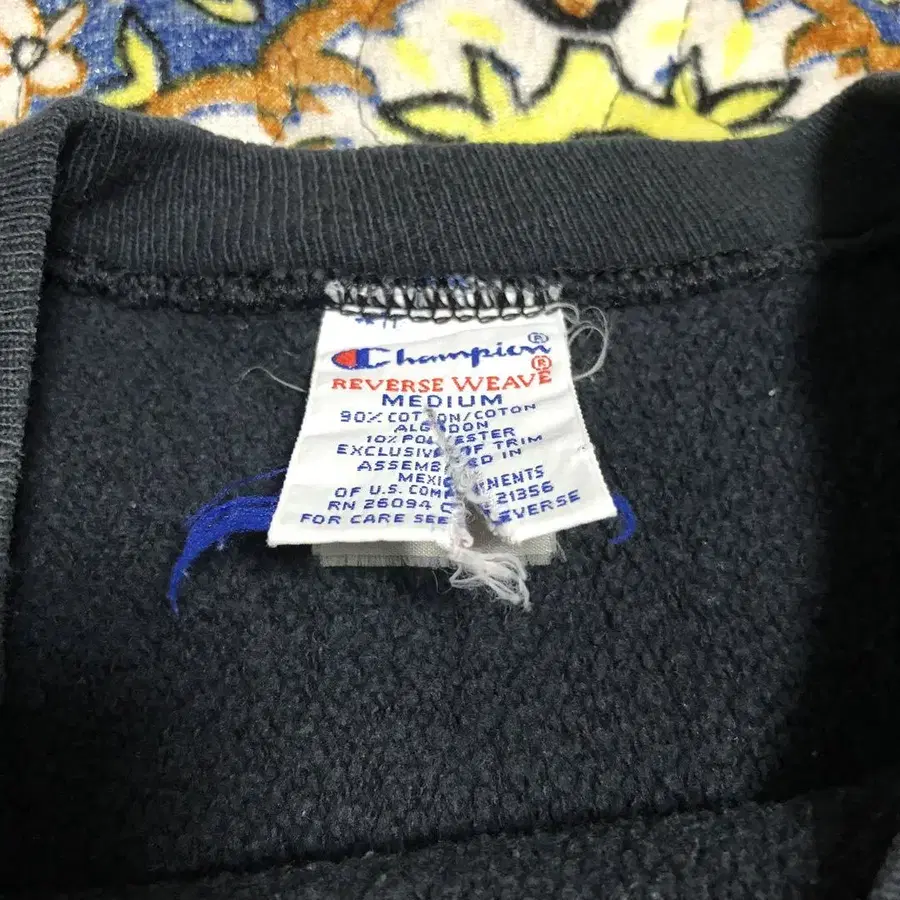 Champion®
REVERSE WEAVE®
MEDIUM
90% COTTON/COTON
ALGODON
10% POLYESTER
EXCLUSIVE OF TRIM
ASSEMBLED IN
MEXICO
OF U.S. COMPONENTS
RN 26094 21356
FOR CARE SEE REVERSE